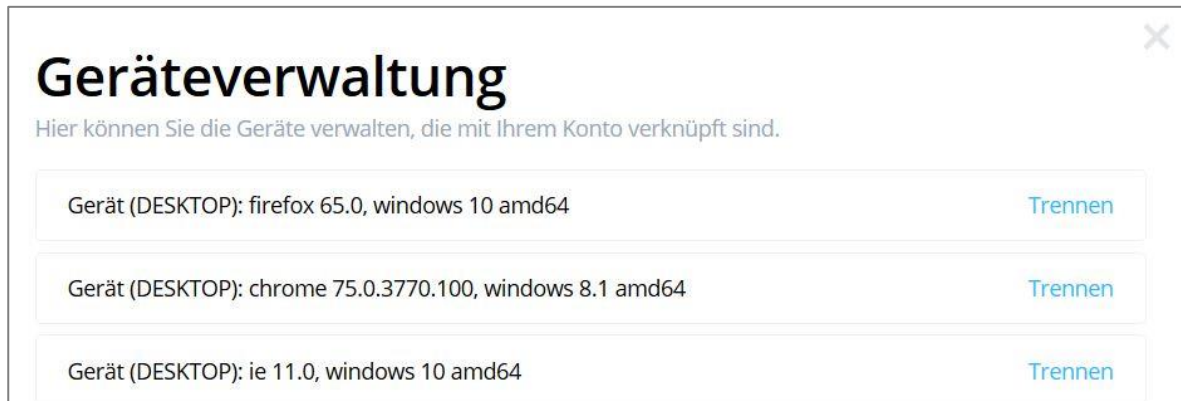 Geräteverwaltung
Hier können Sie die Geräte verwalten, die mit Ihrem Konto verknüpft sind.
Gerät (DESKTOP): firefox 65.0, windows 10 amd64 Trennen
Gerät (DESKTOP): chrome 75.0.3770.100, windows 8.1 amd64 Trennen
Gerät (DESKTOP): ie 11.0, windows 10 amd64 Trennen